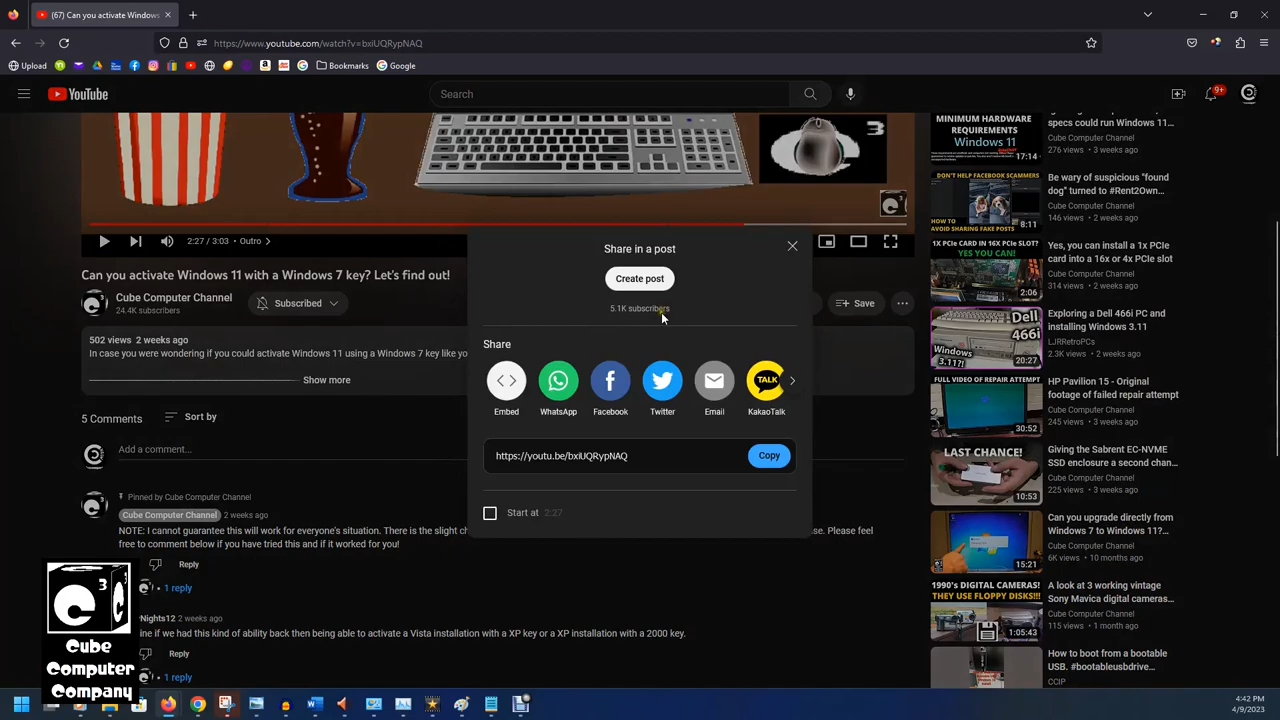 (67) Can you activate Windows
https://www.youtube.com/watch?v=bxiUQRypNAQ
Upload
Bookmarks
Google
YouTube
Search
9+
3
2:27 / 3:03 • Outro
Can you activate Windows 11 with a Windows 7 key? Let's find out!
Cube Computer Channel
24.4K subscribers
Subscribed
Save
502 views 2 weeks ago
In case you were wondering if you could activate Windows 11 using a Windows 7 key like yo
Show more
5 Comments
Sort by
Add a comment...
Pinned by Cube Computer Channel
Cube Computer Channel 2 weeks ago
NOTE: I cannot guarantee this will work for everyone's situation. There is the slight ch
se. Please feel
free to comment below if you have tried this and if it worked for you!
Reply
1 reply
Nights12 2 weeks ago
ine if we had this kind of ability back then being able to activate a Vista installation with a XP key or a XP installation with a 2000 key.
Reply
1 reply
Share in a post
Create post
5.1K subscribers
Share
Embed
WhatsApp
Facebook
Twitter
Email
TALK
KakaoTalk
https://youtu.be/bxiUQRypNAQ
Copy
Start at 2:27
MINIMUM HARDWARE
REQUIREMENTS
Windows 11
17:14
specs could run Windows 11...
Cube Computer Channel
276 views • 3 weeks ago
DON'T HELP FACEBOOK SCAMMERS
HOW TO
AVOID SHARING FAKE POSTS
8:11
Be wary of suspicious "found
dog" turned to #Rent2Own...
Cube Computer Channel
146 views • 2 weeks ago
1X PCIe CARD IN 16X PCIe SLOT?
YES YOU CAN!
2:06
Yes, you can install a 1x PCIe
card into a 16x or 4x PCIe slot
Cube Computer Channel
314 views • 2 weeks ago
Dell
466i
Windows
3.11?!
20:27
Exploring a Dell 466i PC and
installing Windows 3.11
LJRRetroPCs
2.3K views • 2 weeks ago
FULL VIDEO OF REPAIR ATTEMPT
30:52
HP Pavilion 15 - Original
footage of failed repair attempt
Cube Computer Channel
245 views • 2 weeks ago
LAST CHANCE!
10:53
Giving the Sabrent EC-NVME
SSD enclosure a second chan...
Cube Computer Channel
225 views • 3 weeks ago
15:21
Can you upgrade directly from
Windows 7 to Windows 11?...
Cube Computer Channel
6K views • 10 months ago
1990's DIGITAL CAMERAS!
THEY USE FLOPPY DISKS!!!
1:05:43
A look at 3 working vintage
Sony Mavica digital cameras...
Cube Computer Channel
115 views • 1 month ago
How to boot from a bootable
USB. #bootableusbdrive...
CCIP
Cube
Computer
Company
4:42 PM
4/9/2023